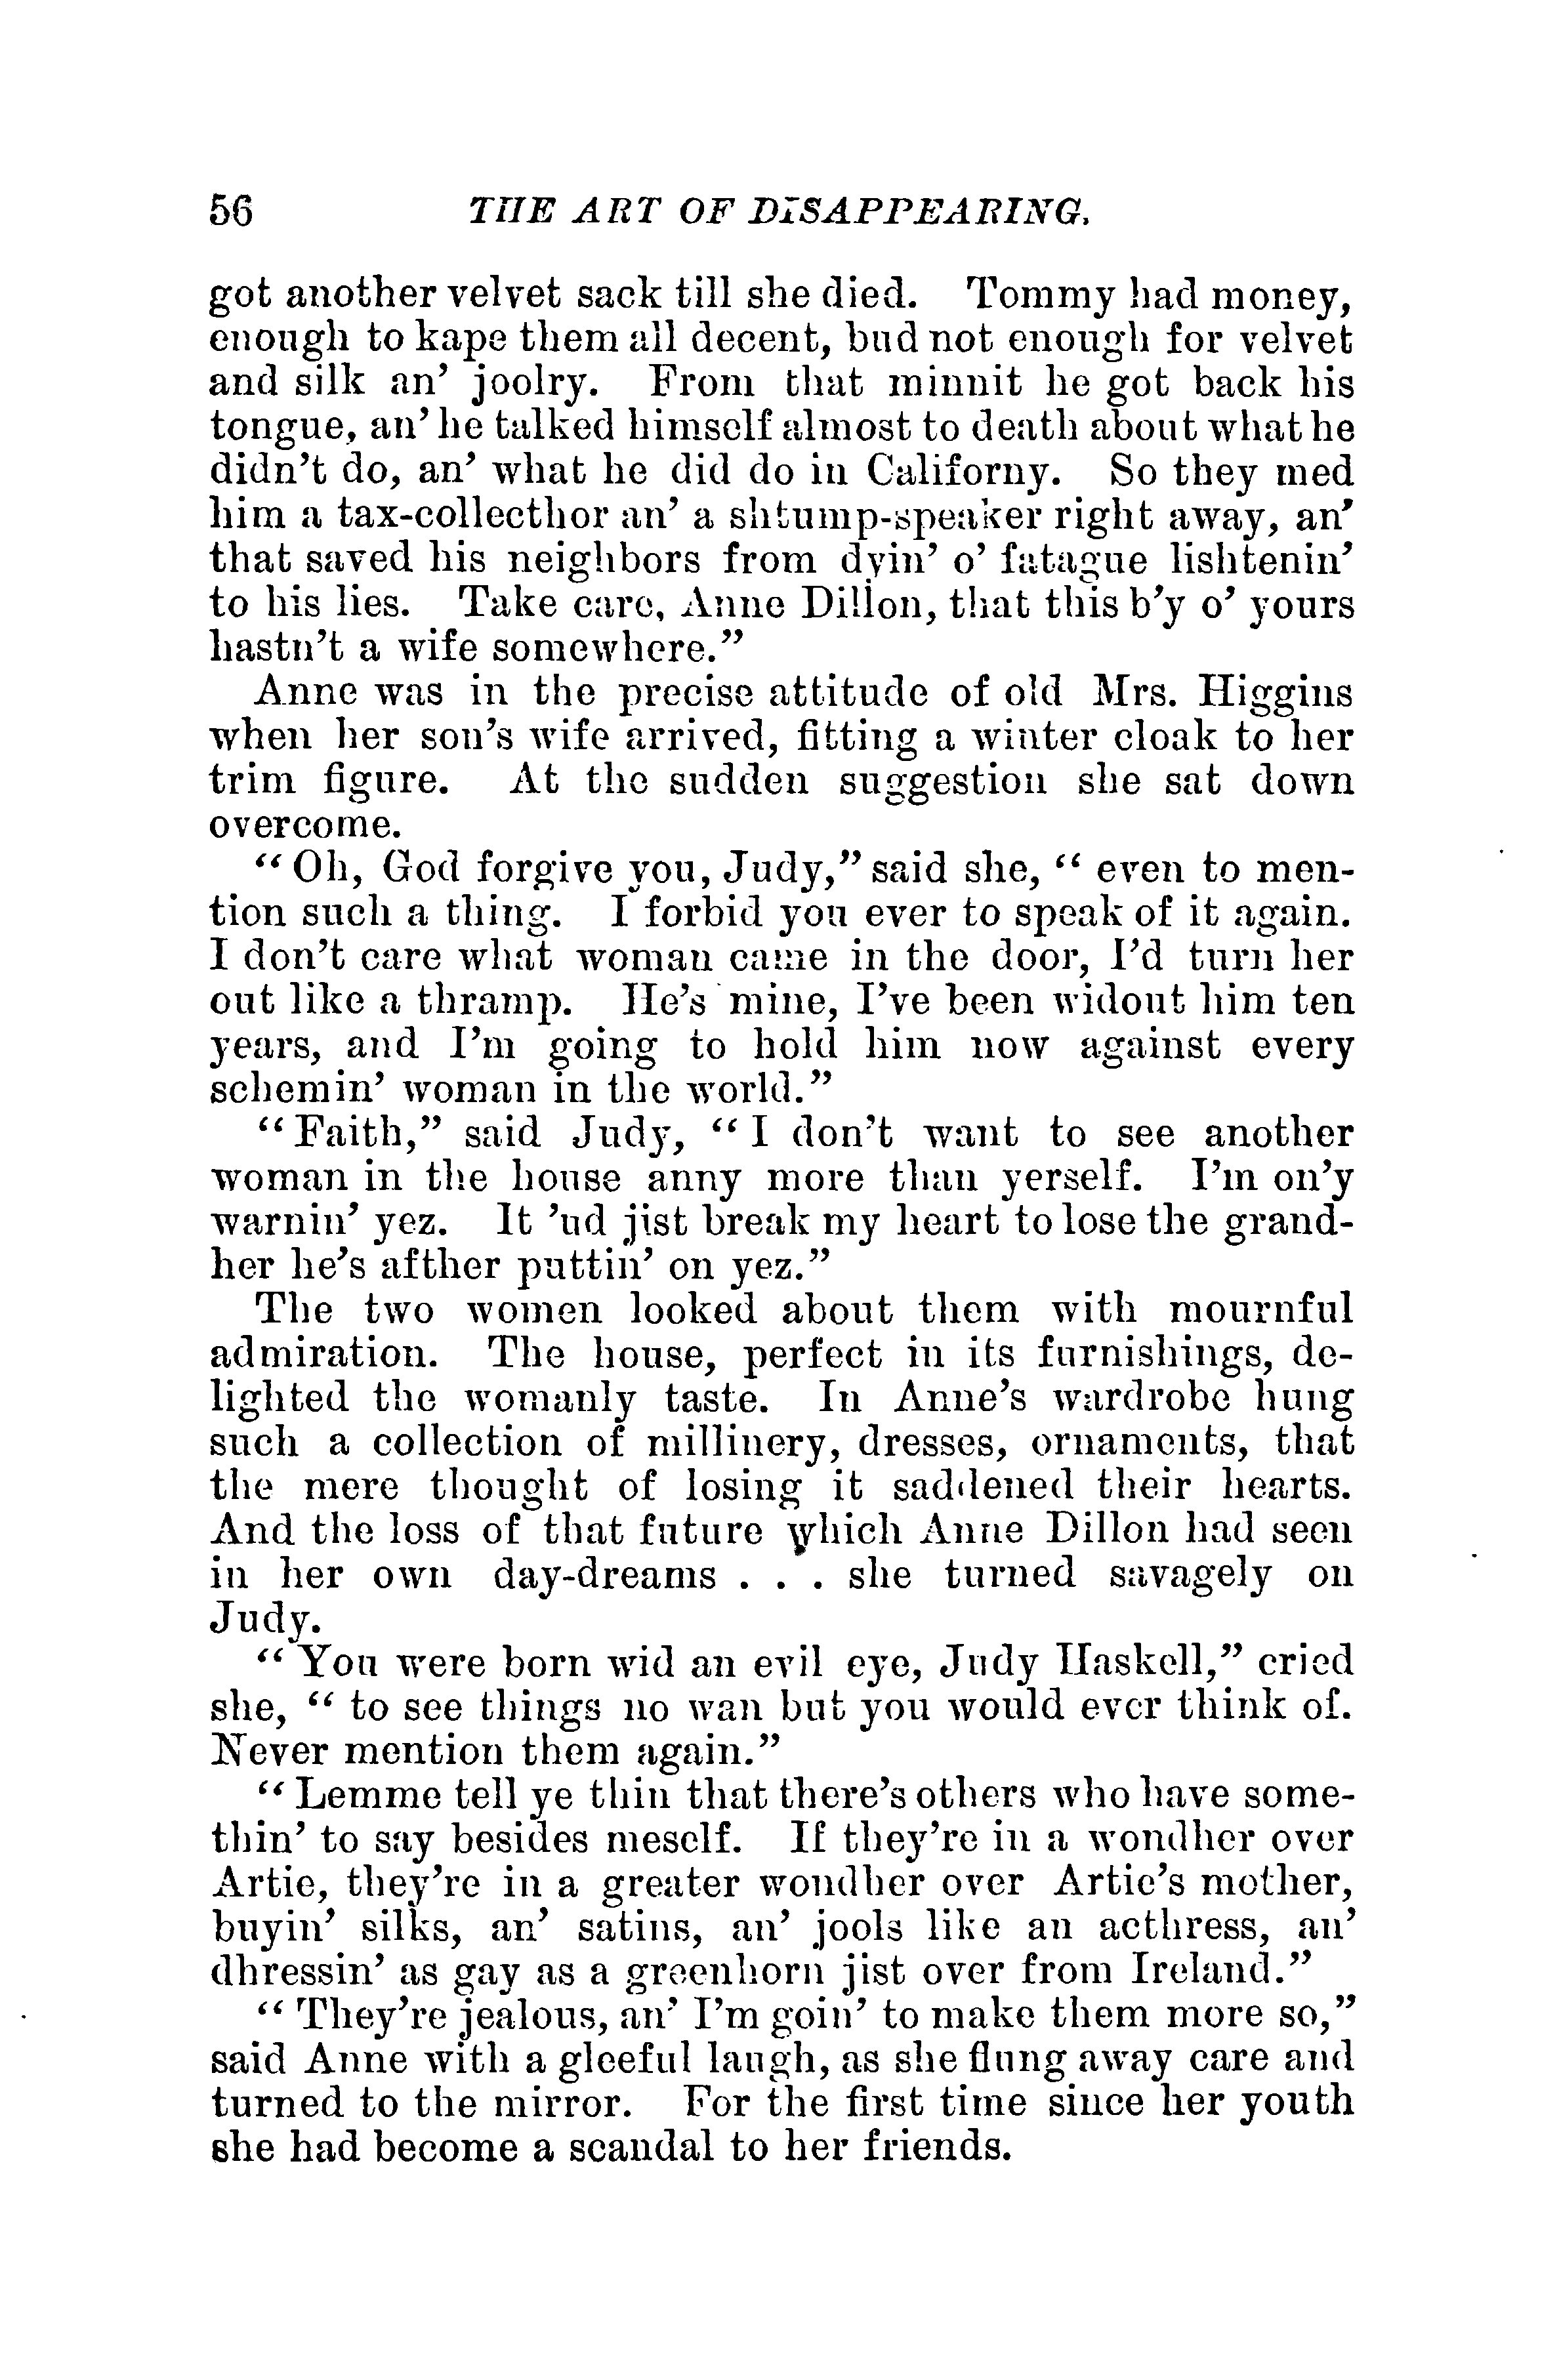 56 THE ART OF DISAPPEARING.
got another velvet sack till she died. Tommy had money,
enough to kape them all decent, bud not enough for velvet
and silk an' joolry. From that minnit he got back his
tongue, an' he talked himself almost to death about what he
didn't do, an' what he did do in Californy. So they med
him a tax-collecthor an' a shtump-speaker right away, an'
that saved his neighbors from dyin' o' fatague lishtenin'
to his lies. Take care, Anne Dillon, that this b'y o' yours
hastn't a wife somewhere."
Anne was in the precise attitude of old Mrs. Higgins
when her son's wife arrived, fitting a winter cloak to her
trim figure. At the sudden suggestion she sat down
overcome.
"Oh, God forgive you, Judy," said she, "even to men-
tion such a thing. I forbid you ever to speak of it again.
I don't care what woman came in the door, I'd turn her
out like a thramp. He's mine, I've been widout him ten
years, and I'm going to hold him now against every
schemin' woman in the world."
"Faith," said Judy, "I don't want to see another
woman in the house anny more than yerself. I'm on'y
warnin' yez. It 'ud jist break my heart to lose the grand-
her he's afther puttin' on yez."
The two women looked about them with mournful
admiration. The house, perfect in its furnishings, de-
lighted the womanly taste. In Anne's wardrobe hung
such a collection of millinery, dresses, ornaments, that
the mere thought of losing it saddened their hearts.
And the loss of that future which Anne Dillon had seen
in her own day-dreams . . . she turned savagely on
Judy.
"You were born wid an evil eye, Judy Haskell," cried
she, "to see things no wan but you would ever think of.
Never mention them again."
"Lemme tell ye thin that there's others who have some-
thin' to say besides meself. If they're in a wondher over
Artie, they're in a greater wondher over Artie's mother,
buyin' silks, an' satins, an' jools like an acthress, an'
dhressin' as gay as a greenhorn jist over from Ireland."
"They're jealous, an' I'm goin' to make them more so,"
said Anne with a gleeful laugh, as she flung away care and
turned to the mirror. For the first time since her youth
she had become a scandal to her friends.